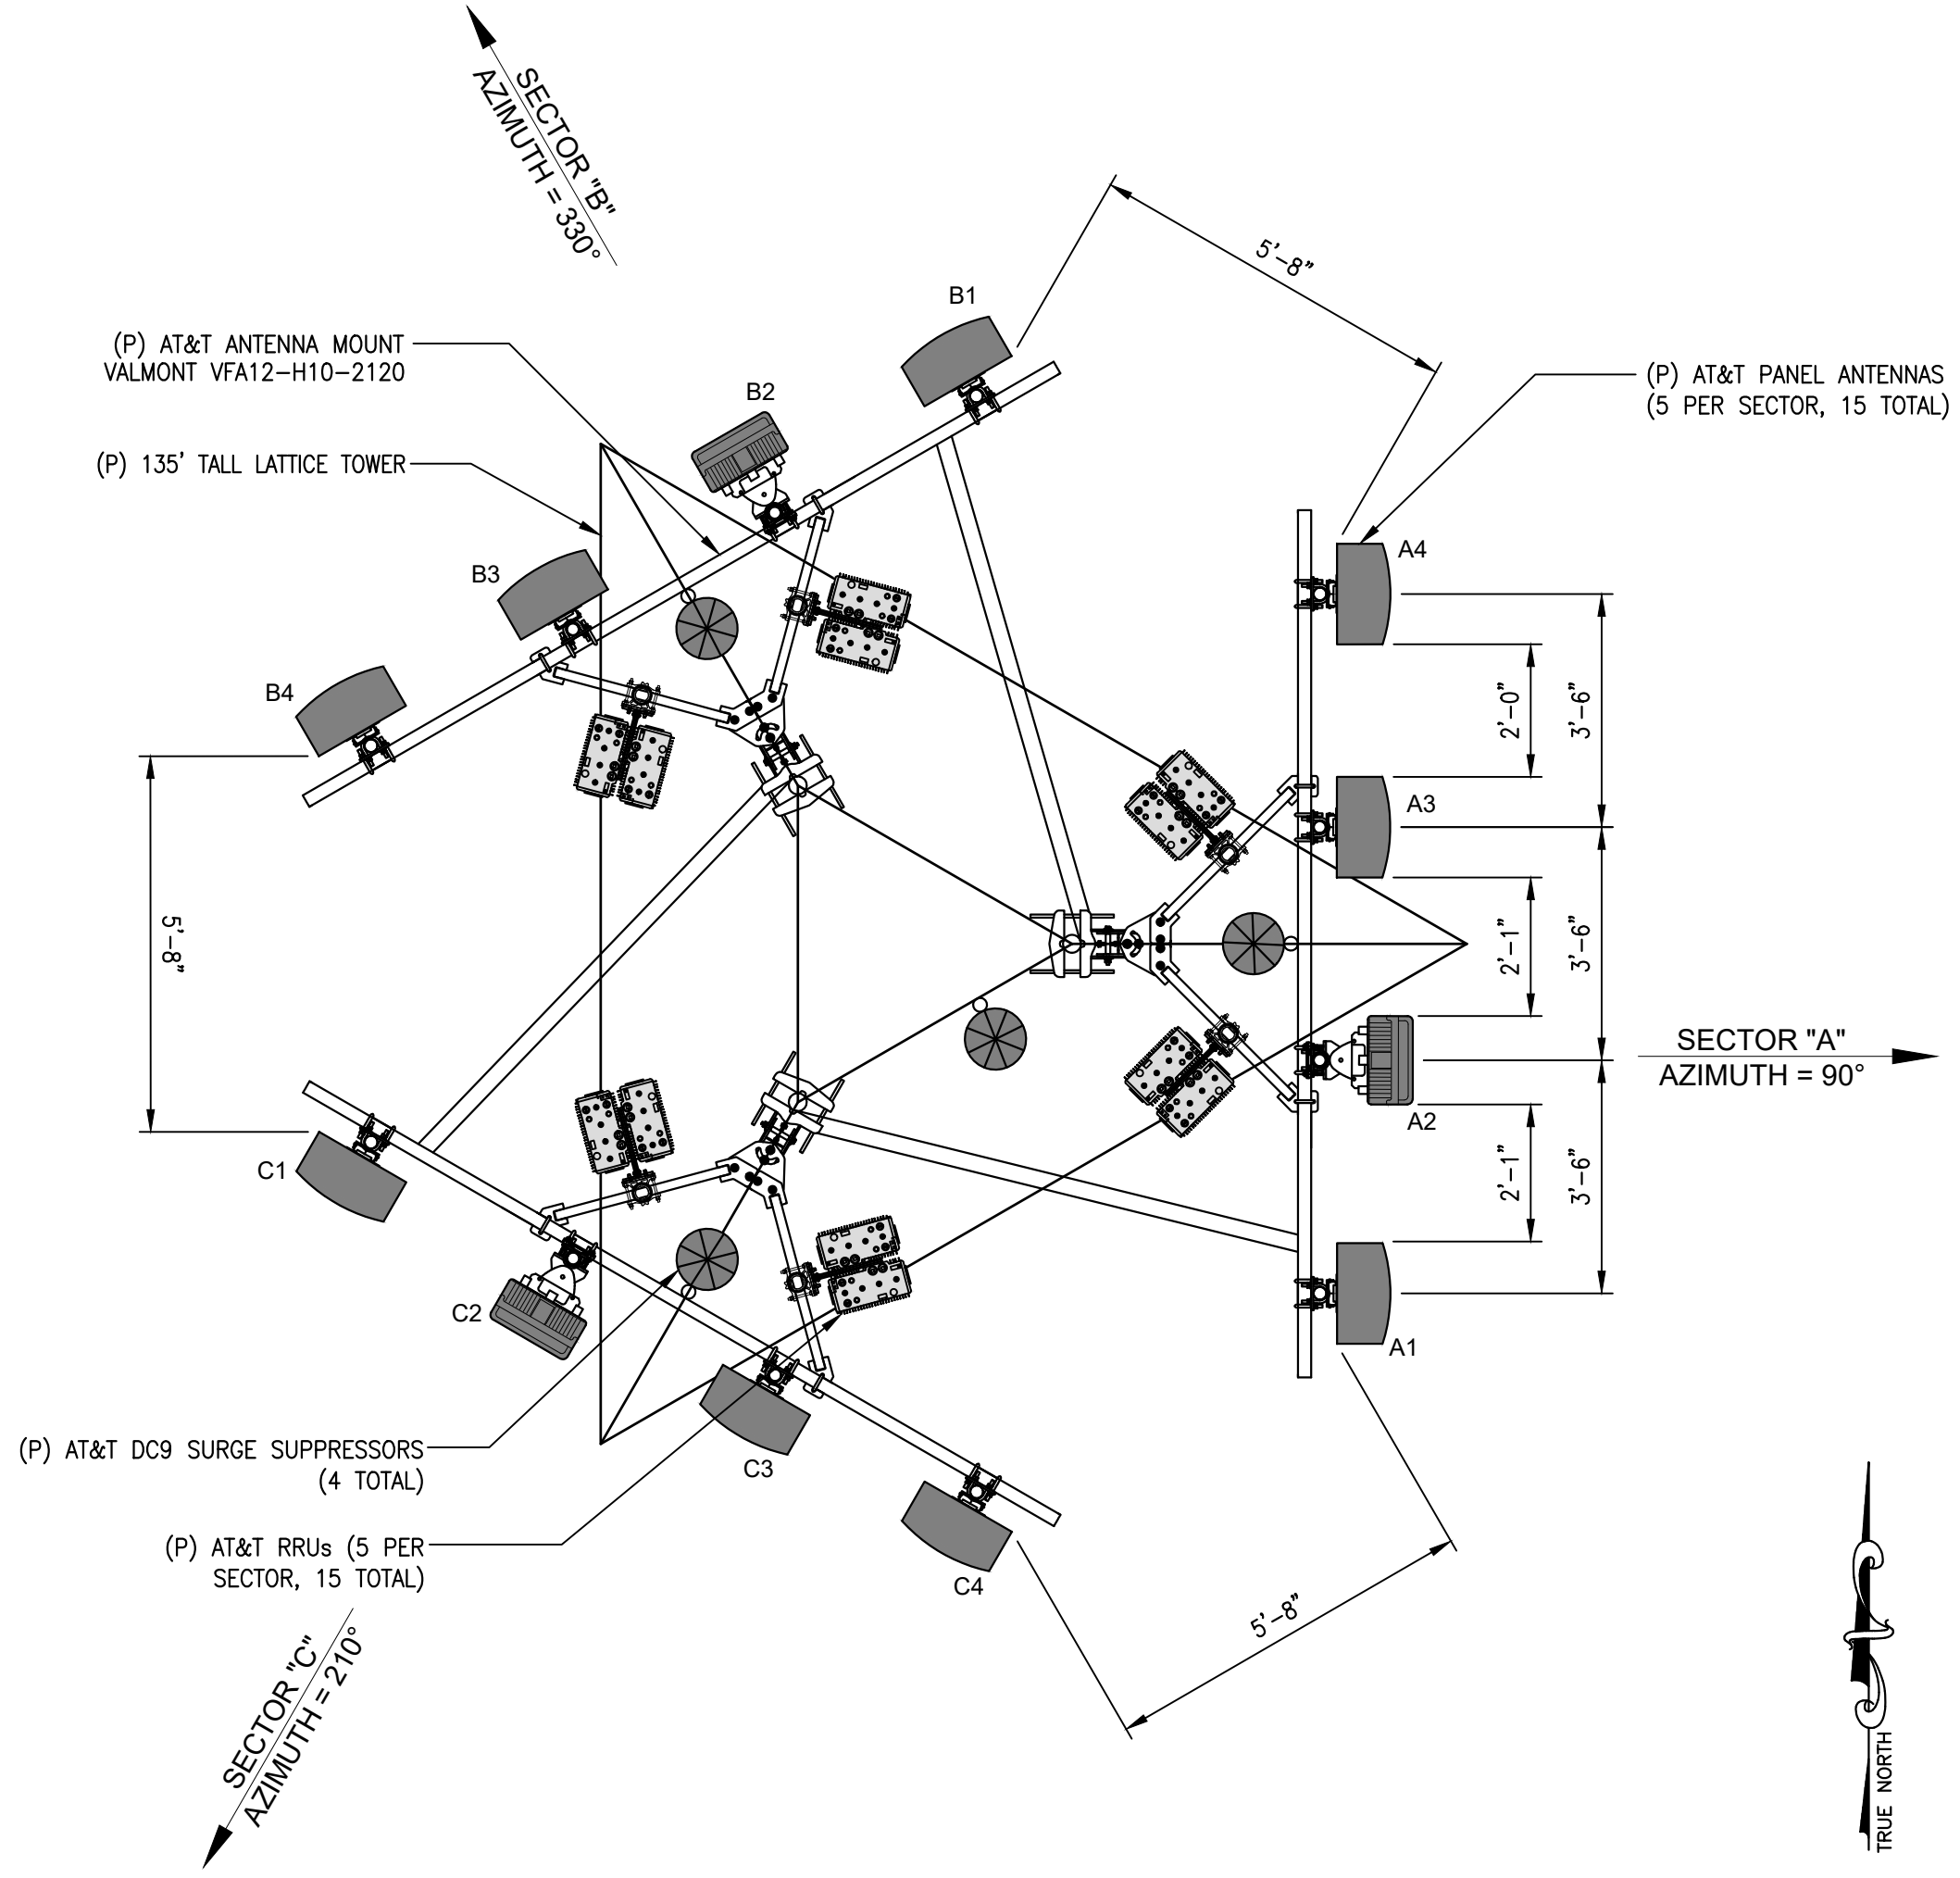 SECTOR "B"
AZIMUTH = 330°
5'-8"
B1
(P) AT&T ANTENNA MOUNT
VALMONT VFA12-H10-2120
(P) AT&T PANEL ANTENNAS
(5 PER SECTOR, 15 TOTAL)
B2
(P) 135' TALL LATTICE TOWER
A4
B3
B4
2'-0"
3'-6"
A3
5'-8"
2'-1"
3'-6"
SECTOR "A"
AZIMUTH = 90°
A2
C1
2'-1"
3'-6"
C2
A1
(P) AT&T DC9 SURGE SUPPRESSORS
(4 TOTAL)
C3
(P) AT&T RRUs (5 PER
SECTOR, 15 TOTAL)
C4
5'-8"
SECTOR "C"
AZIMUTH = 210°
TRUE NORTH